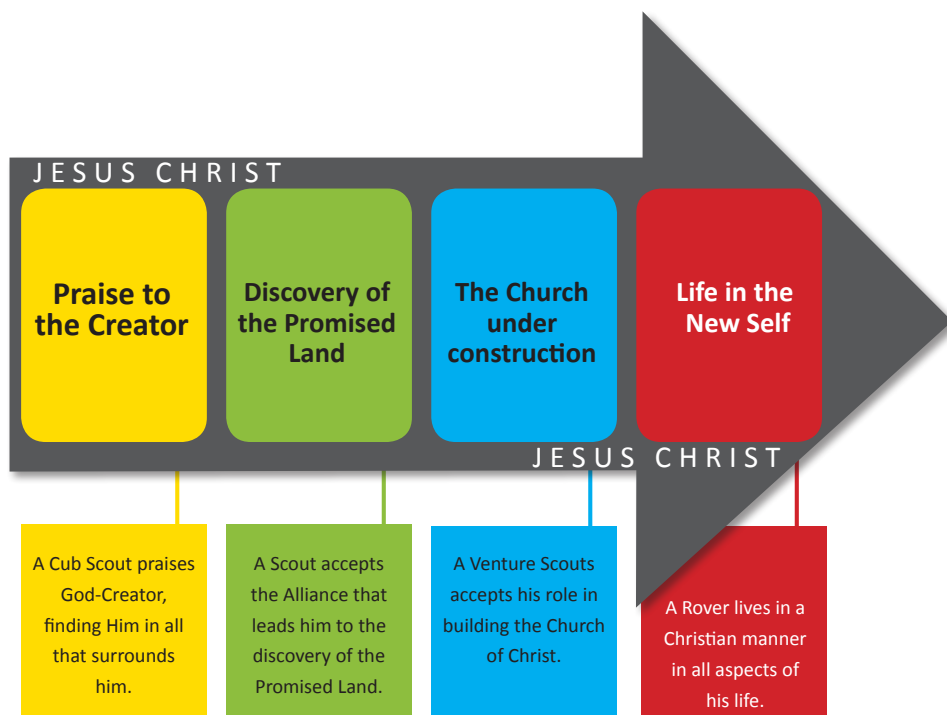 JESUS CHRIST
Praise to
the Creator
Discovery of
the Promised
Land
The Church
under
construction
Life in the
New Self
JESUS CHRIST
A Cub Scout praises
God-Creator,
finding Him in all
that surrounds
him.
A Scout accepts
the Alliance that
leads him to the
discovery of the
Promised Land.
A Venture Scouts
accepts his role in
building the Church
of Christ.
A Rover lives in a
Christian manner
in all aspects of
his life.